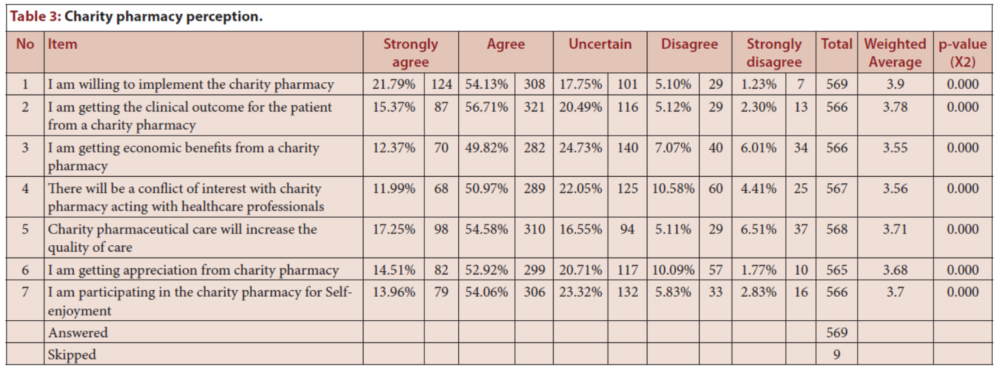 Table 3: Charity pharmacy perception.
No Item Strongly agree Agree Uncertain Disagree Strongly disagree Total Weighted Average p-value (X2)
1 I am willing to implement the charity pharmacy 21.79% 124 54.13% 308 17.75% 101 5.10% 29 1.23% 7 569 3.9 0.000
2 I am getting the clinical outcome for the patient from a charity pharmacy 15.37% 87 56.71% 321 20.49% 116 5.12% 29 2.30% 13 566 3.78 0.000
3 I am getting economic benefits from a charity pharmacy 12.37% 70 49.82% 282 24.73% 140 7.07% 40 6.01% 34 566 3.55 0.000
4 There will be a conflict of interest with charity pharmacy acting with healthcare professionals 11.99% 68 50.97% 289 22.05% 125 10.58% 60 4.41% 25 567 3.56 0.000
5 Charity pharmaceutical care will increase the quality of care 17.25% 98 54.58% 310 16.55% 94 5.11% 29 6.51% 37 568 3.71 0.000
6 I am getting appreciation from charity pharmacy 14.51% 82 52.92% 299 20.71% 117 10.09% 57 1.77% 10 565 3.68 0.000
7 I am participating in the charity pharmacy for Self-enjoyment 13.96% 79 54.06% 306 23.32% 132 5.83% 33 2.83% 16 566 3.7 0.000
Answered 569
Skipped 9